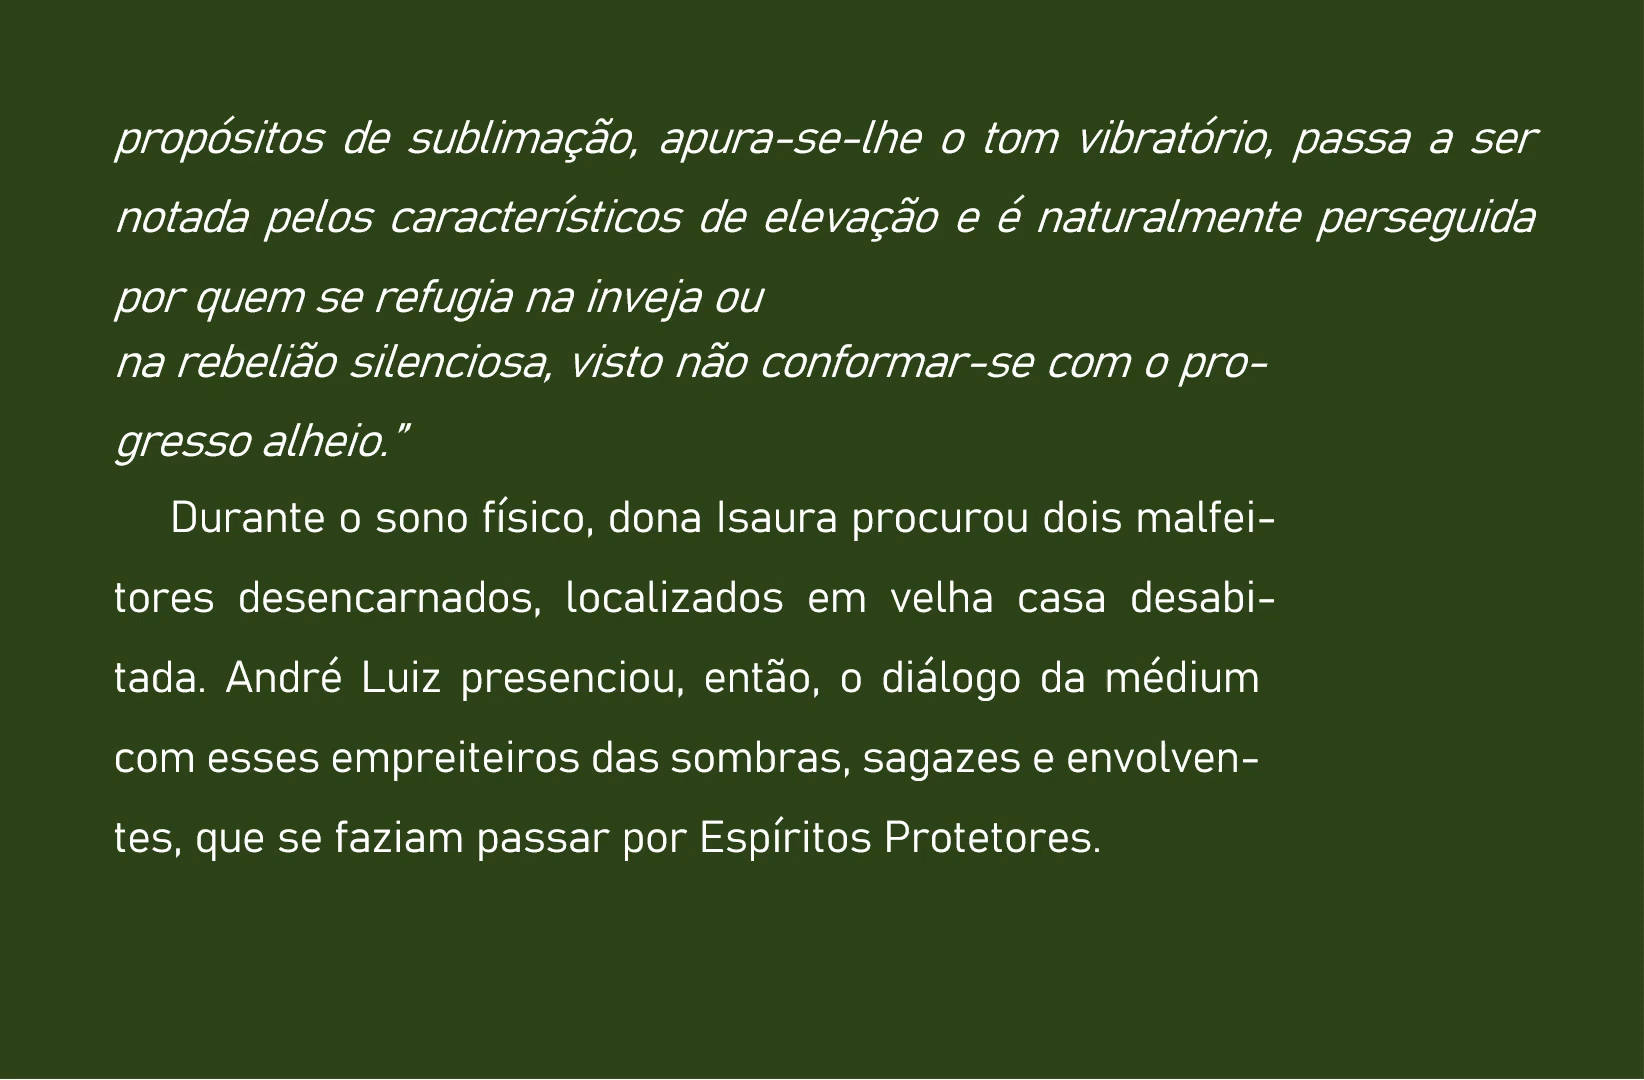 propósitos de sublimação, apura-se-lhe o tom vibratório, passa a ser
notada pelos característicos de elevação e é naturalmente perseguida
por quem se refugia na inveja ou
na rebelião silenciosa, visto não conformar-se com o pro-
gresso alheio.”
Durante o sono físico, dona Isaura procurou dois malfei-
tores desencarnados, localizados em velha casa desabi-
tada. André Luiz presenciou, então, o diálogo da médium
com esses empreiteiros das sombras, sagazes e envolven-
tes, que se faziam passar por Espíritos Protetores.